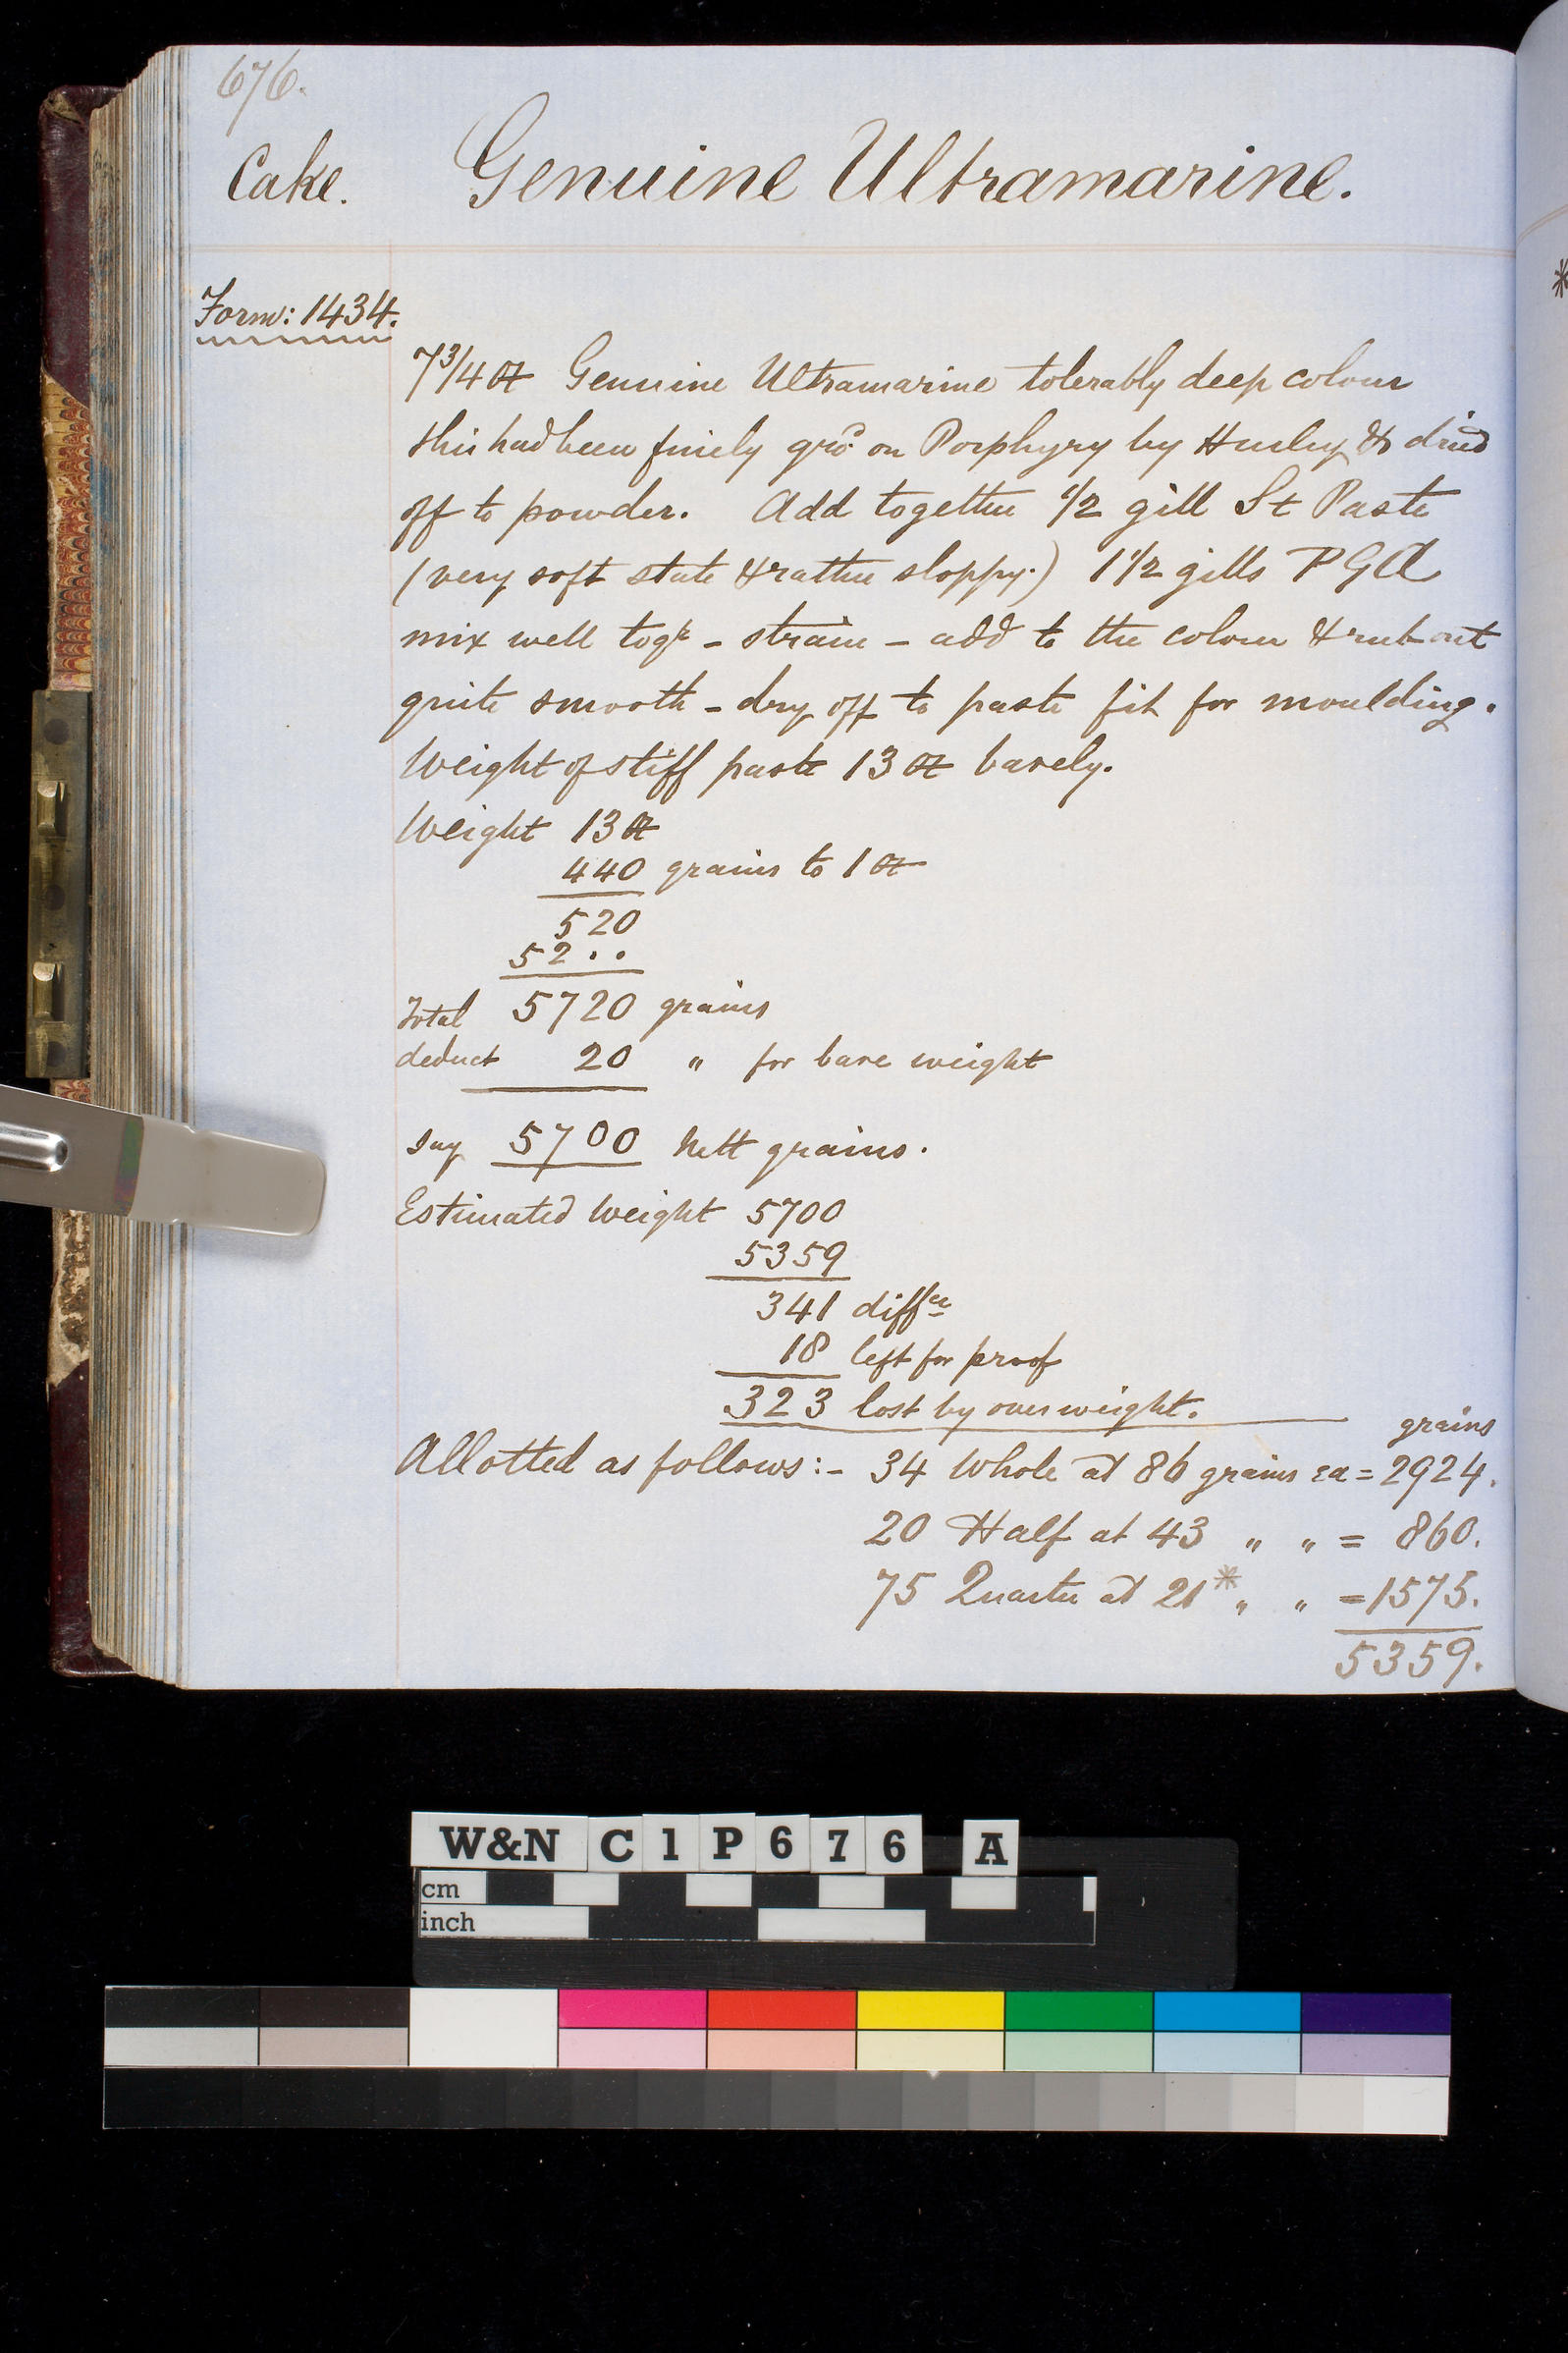 676.
Cake. Genuine Ultramarine.
Form: 1434.
7 3/4 oz Genuine Ultramarine tolerably deep colour
this had been finely grd. on Porphyry by Hurley & dried
off to powder. Add together 1/2 gill St Paste
(very soft state & rather sloppy.) 1 1/2 gills P G A
mix well togr - strain - add to the colour & rub out
quite smooth - dry off to paste fit for moulding.
Weight of stiff paste 13 oz barely.
Weight 13 oz
440 grains to 1 oz
520
52..
Total 5720 grains
deduct 20 " for bare weight
say 5700 Nett grains.
Estimated Weight 5700
5359
341 diffce
18 left for proof
323 lost by overweight.
grains
Allotted as follows:- 34 Whole at 86 grains ea = 2924.
20 Half at 43 " " = 860.
75 Quarter at 21* " " = 1575.
5359.
*
W&N C1P676 A
cm
inch